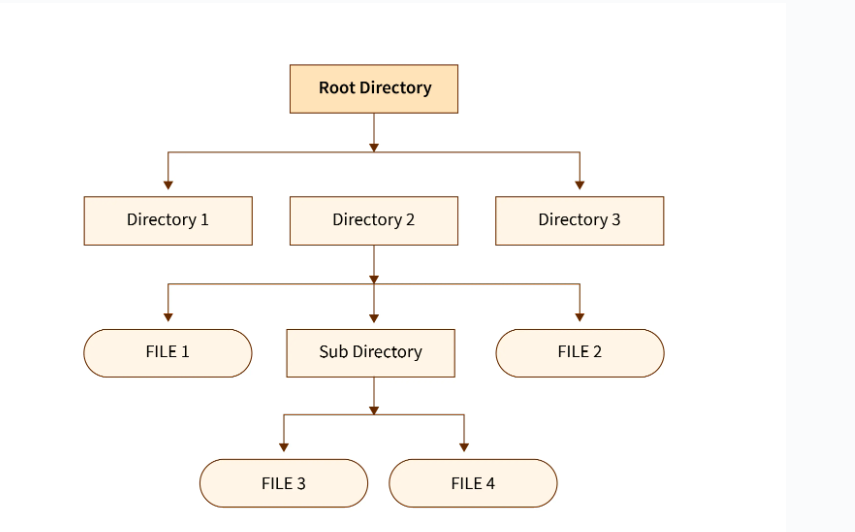 Root Directory
Directory 1
Directory 2
Directory 3
FILE 1
Sub Directory
FILE 2
FILE 3
FILE 4